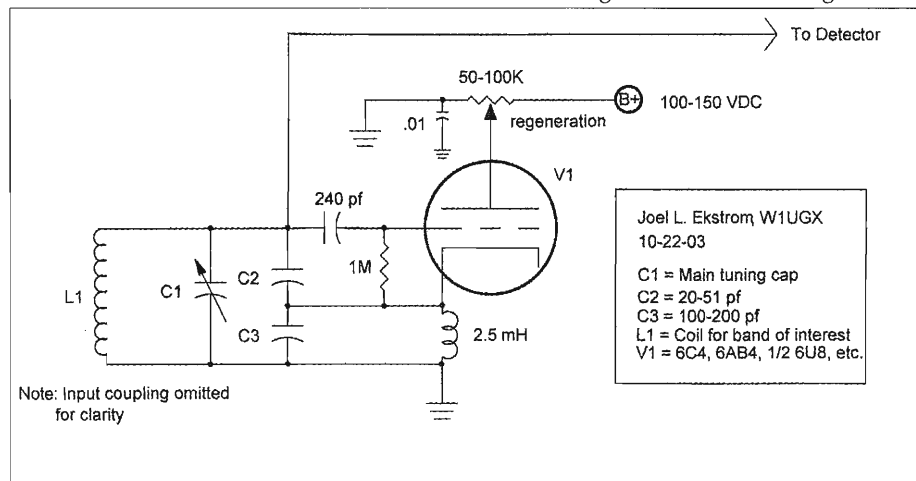 To Detector
50-100K
B+
100-150 VDC
.01
regeneration
V1
240 pf
1M
C2
C1
L1
C3
2.5 mH
Note: Input coupling omitted
for clarity
Joel L. Ekstrom, W1UGX
10-22-03
C1 = Main tuning cap
C2 = 20-51 pf
C3 = 100-200 pf
L1 = Coil for band of interest
V1 = 6C4, 6AB4, 1/2 6U8, etc.